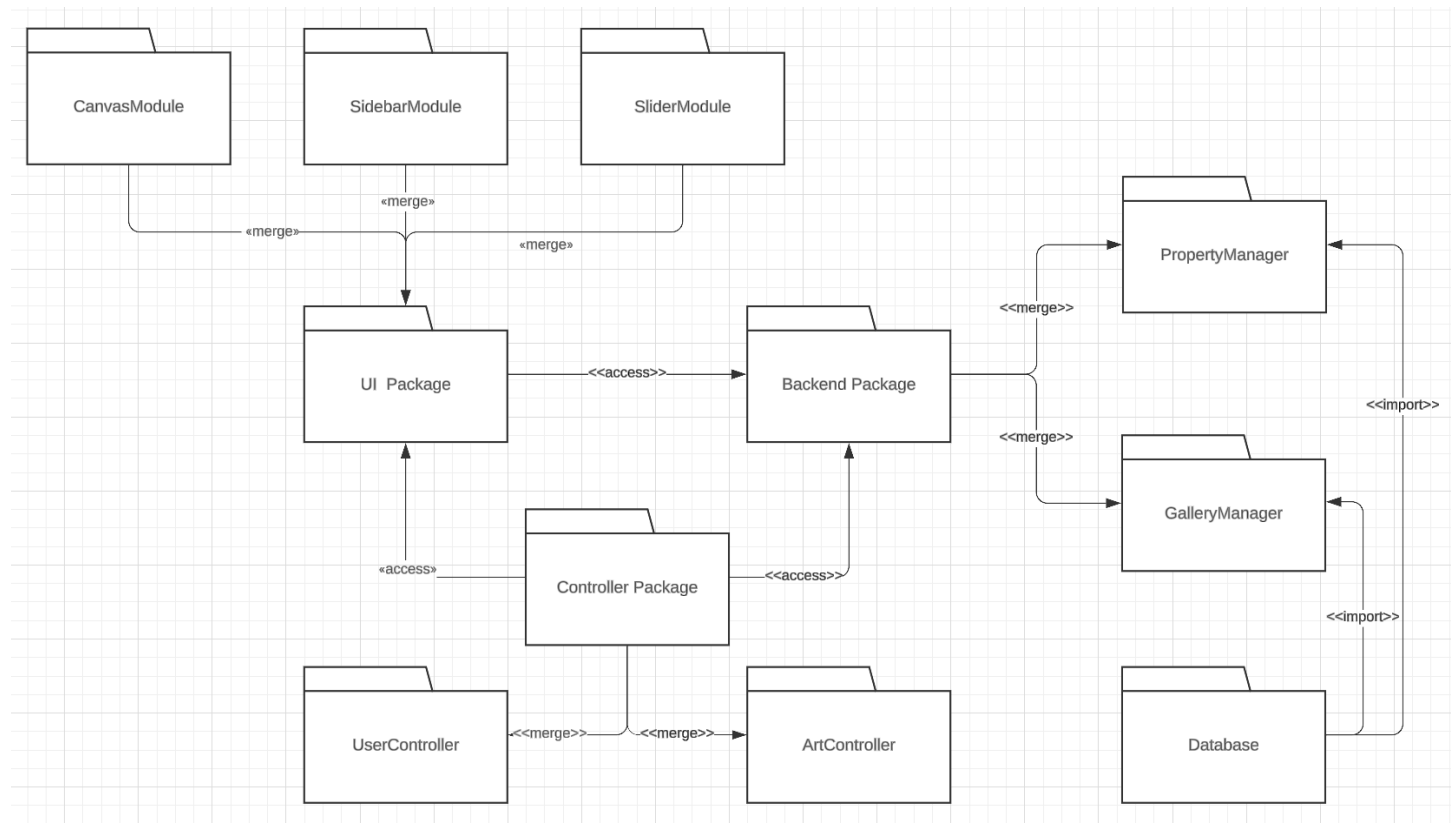 CanvasModule
SidebarModule
SliderModule
«merge»
«merge»
«merge»
PropertyManager
<<merge>>
UI Package
<<access>>
Backend Package
<<import>>
<<merge>>
GalleryManager
«access»
<<access>>
Controller Package
<<import>>
UserController
<<merge>>
<<merge>>
ArtController
Database